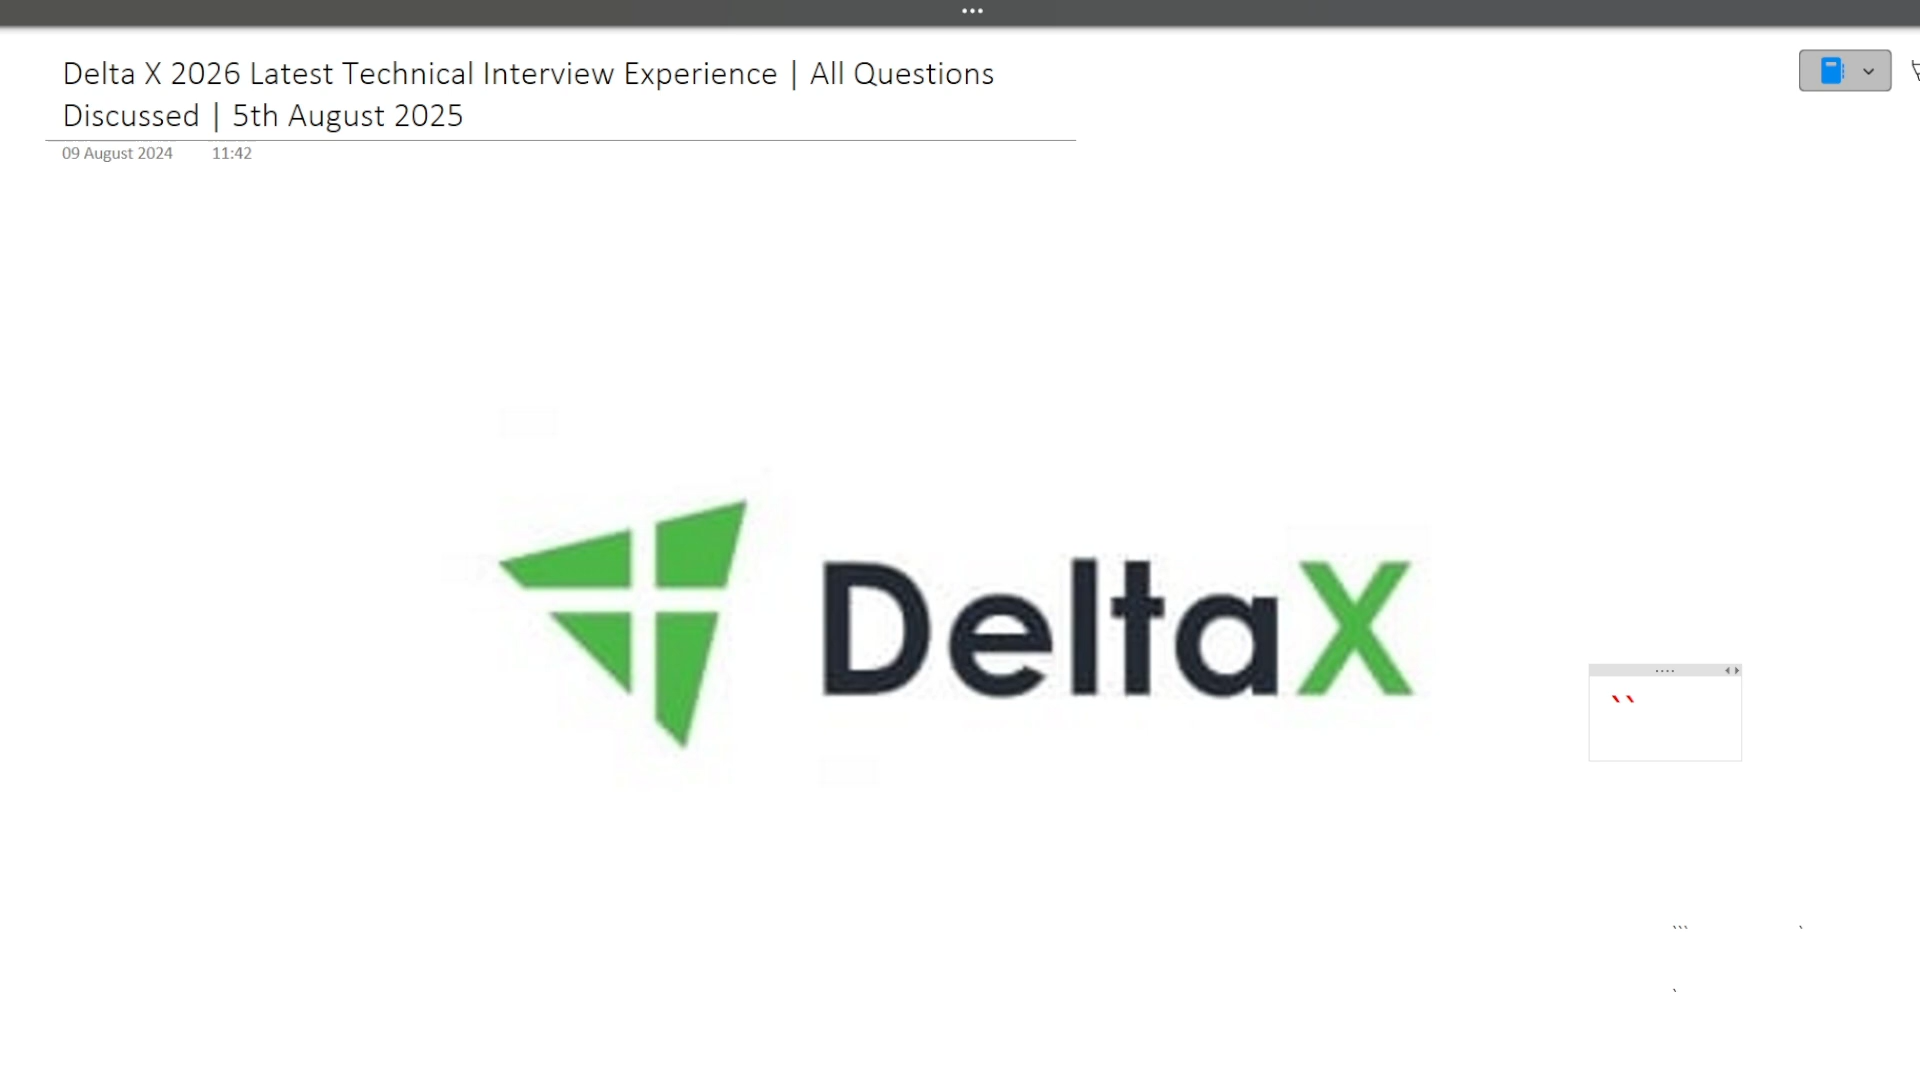 Delta X 2026 Latest Technical Interview Experience | All Questions
Discussed | 5th August 2025
09 August 2024 11:42
DeltaX
``
``` `
`